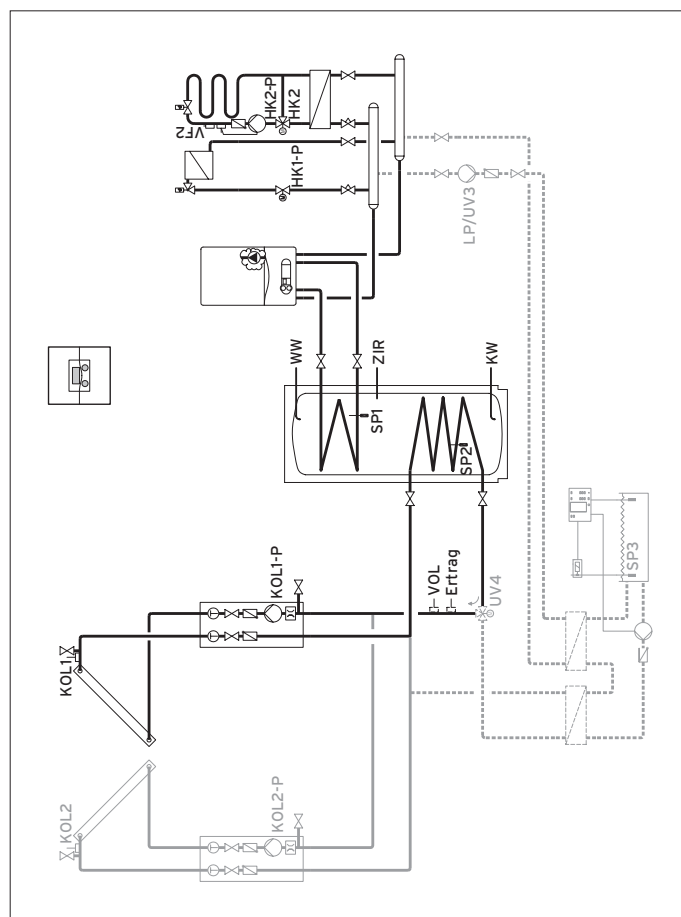 VF2
HK2-P
HK2
HK1-P
LP/UV3
WW
ZIR
KW
SP1
SP2
SP3
KOL1-P
VOL
Ertrag
UV4
KOL1
KOL2
KOL2-P